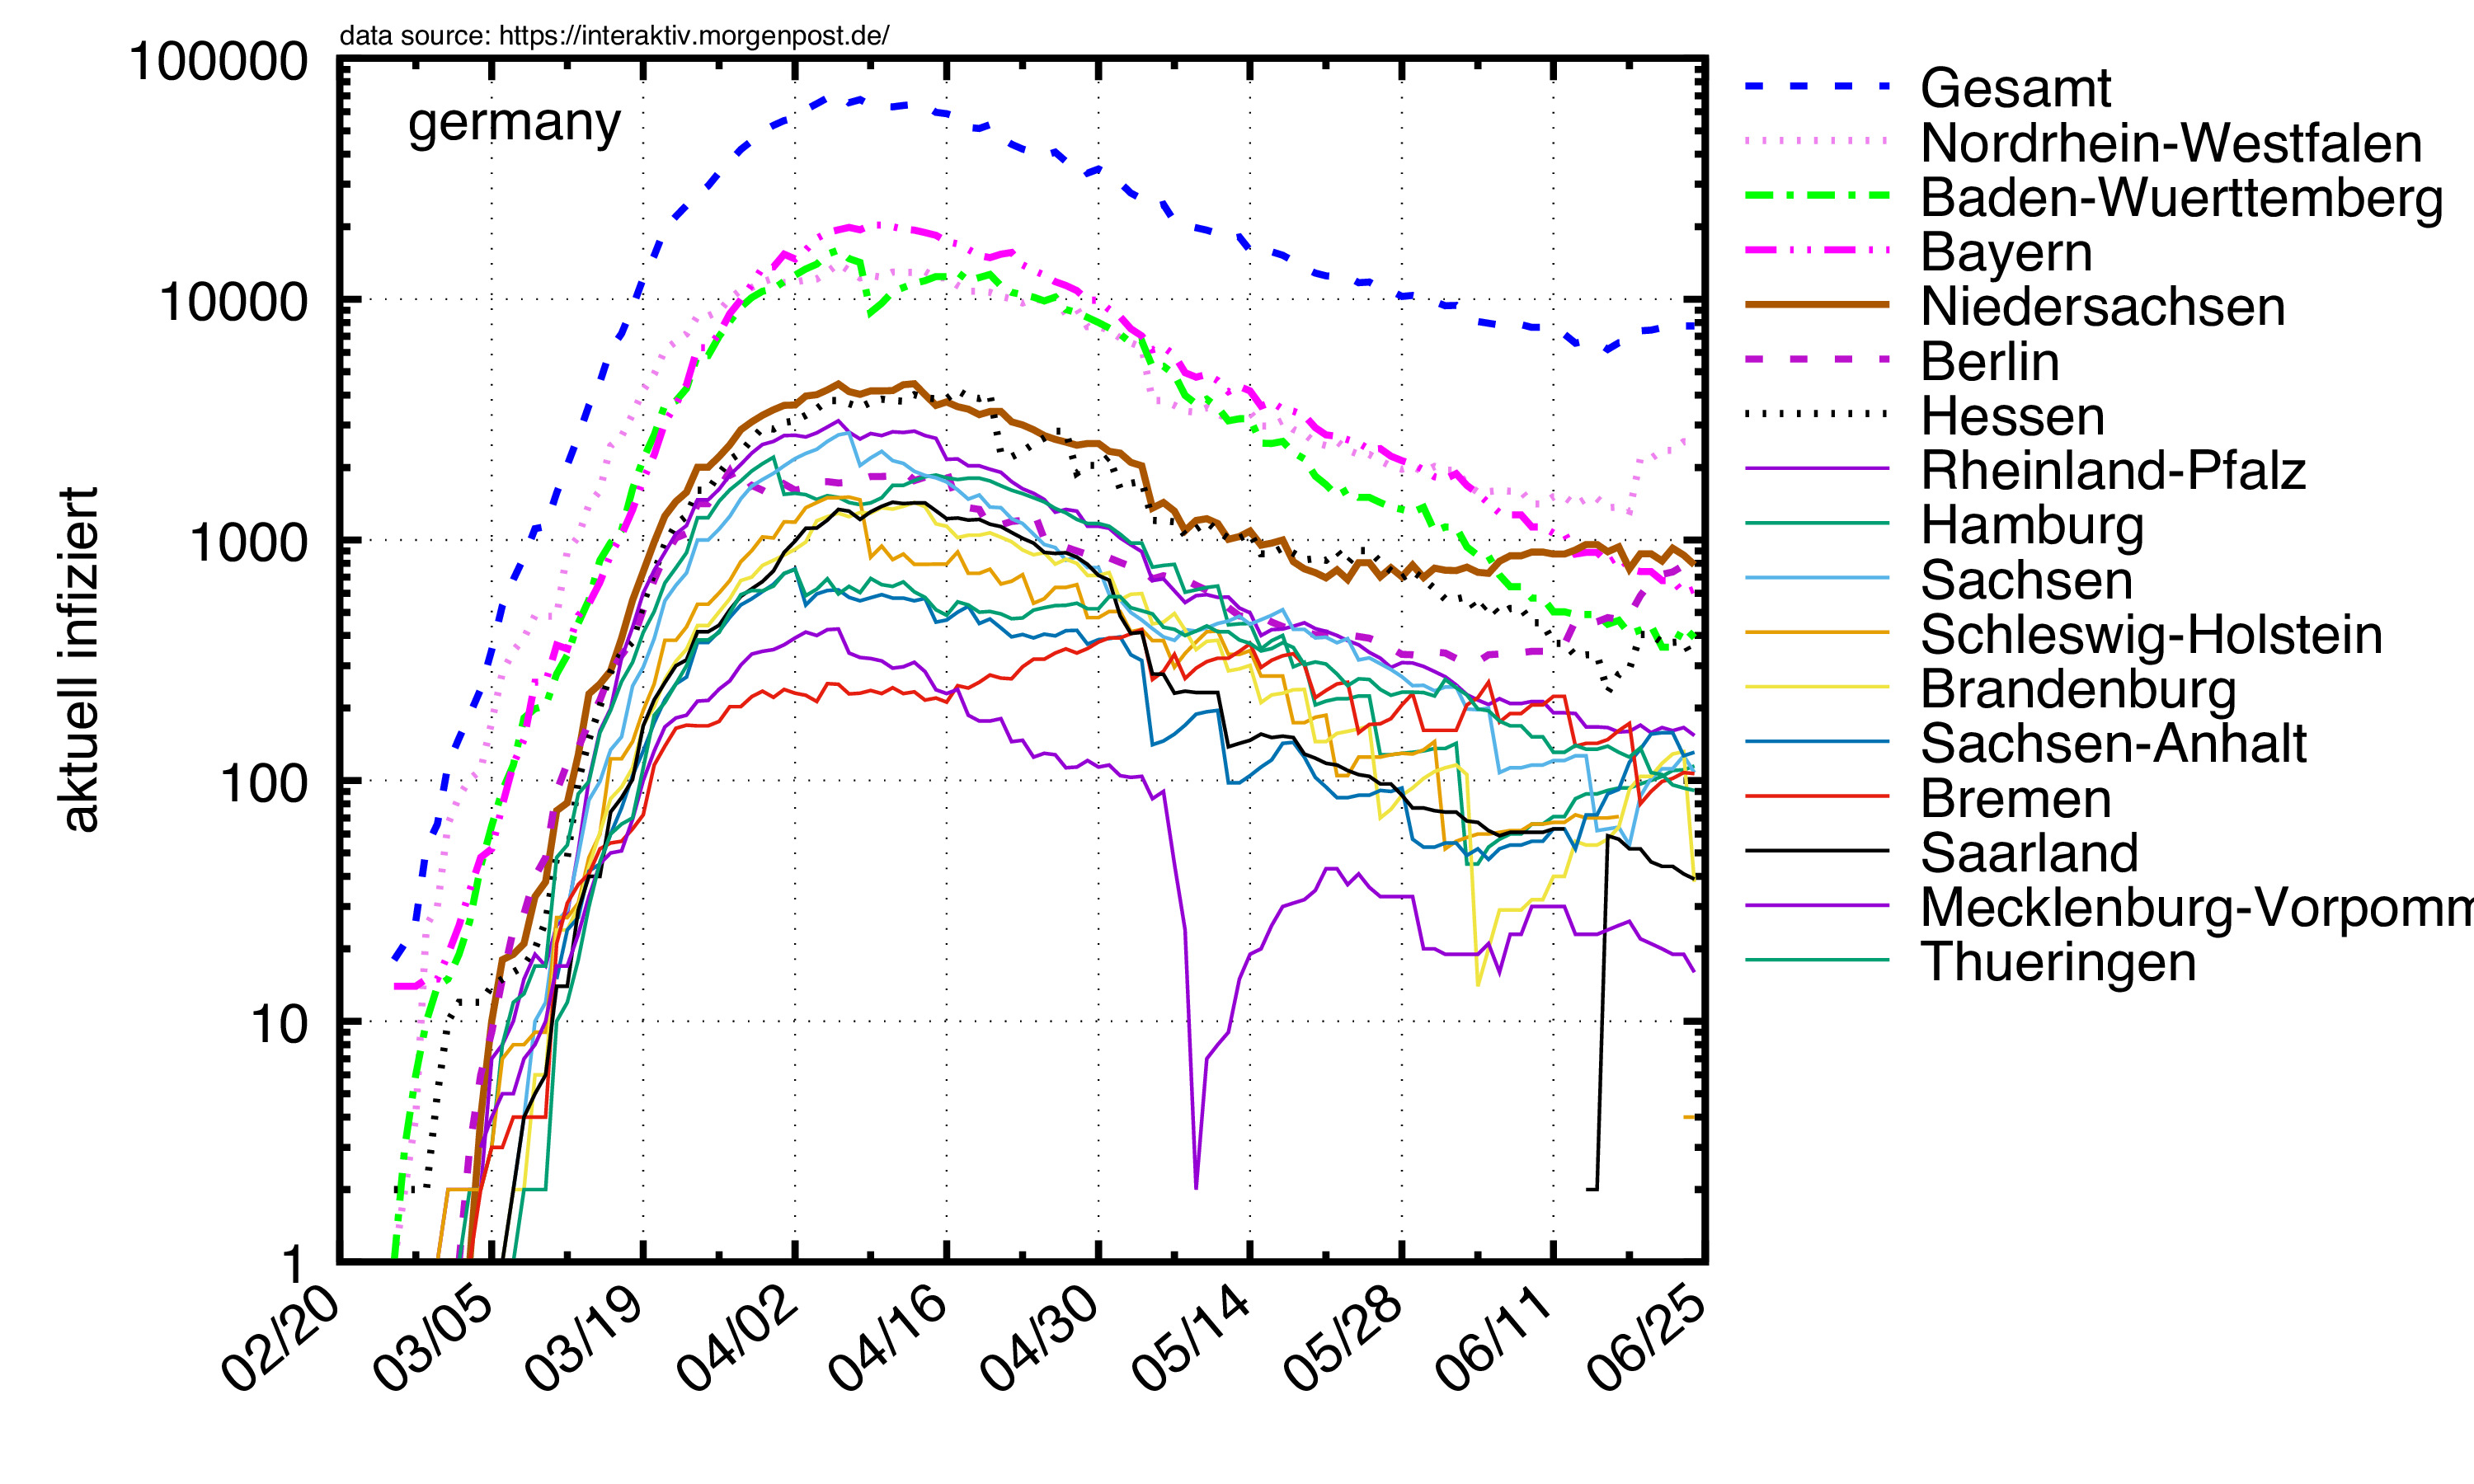 data source: https://interaktiv.morgenpost.de/
germany
aktuell infiziert
100000
10000
1000
100
10
1
02/20
03/05
03/19
04/02
04/16
04/30
05/14
05/28
06/11
06/25
Gesamt
Nordrhein-Westfalen
Baden-Wuerttemberg
Bayern
Niedersachsen
Berlin
Hessen
Rheinland-Pfalz
Hamburg
Sachsen
Schleswig-Holstein
Brandenburg
Sachsen-Anhalt
Bremen
Saarland
Mecklenburg-Vorpomm
Thueringen